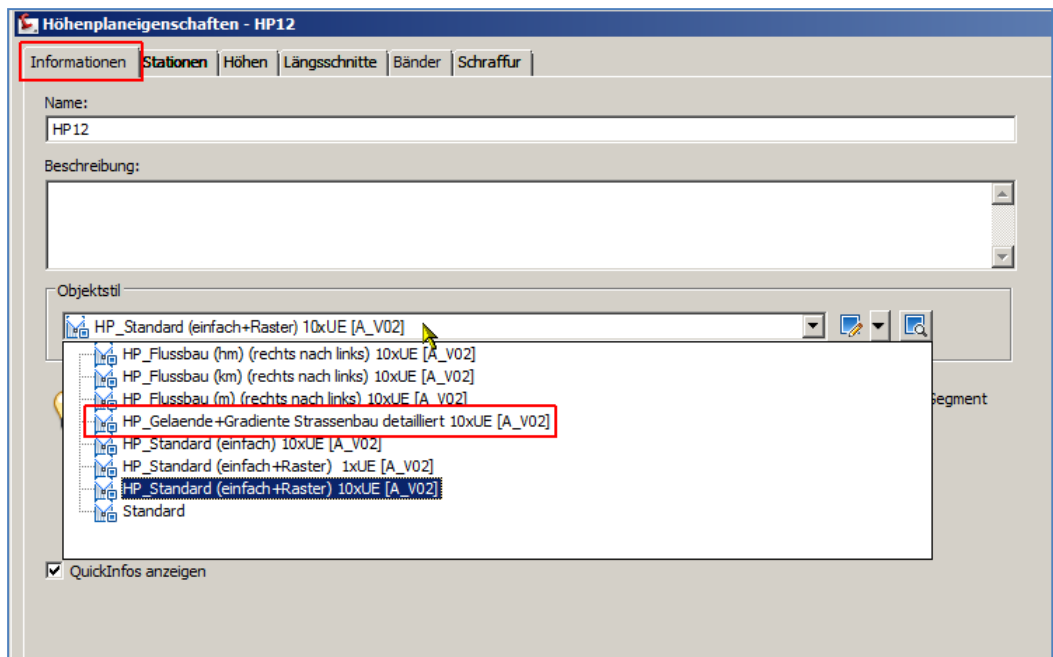 Höhenplaneigenschaften - HP12
Informationen Stationen Höhen Längsschnitte Bänder Schraffur
Name:
HP12
Beschreibung:
Objektstil
HP_Standard (einfach+Raster) 10xUE [A_V02]
HP_Flussbau (hm) (rechts nach links) 10xUE [A_V02]
HP_Flussbau (km) (rechts nach links) 10xUE [A_V02]
HP_Flussbau (m) (rechts nach links) 10xUE [A_V02]
Segment
HP_Gelaende+Gradiente Strassenbau detailliert 10xUE [A_V02]
HP_Standard (einfach) 10xUE [A_V02]
HP_Standard (einfach+Raster) 1xUE [A_V02]
HP_Standard (einfach+Raster) 10xUE [A_V02]
Standard
QuickInfos anzeigen